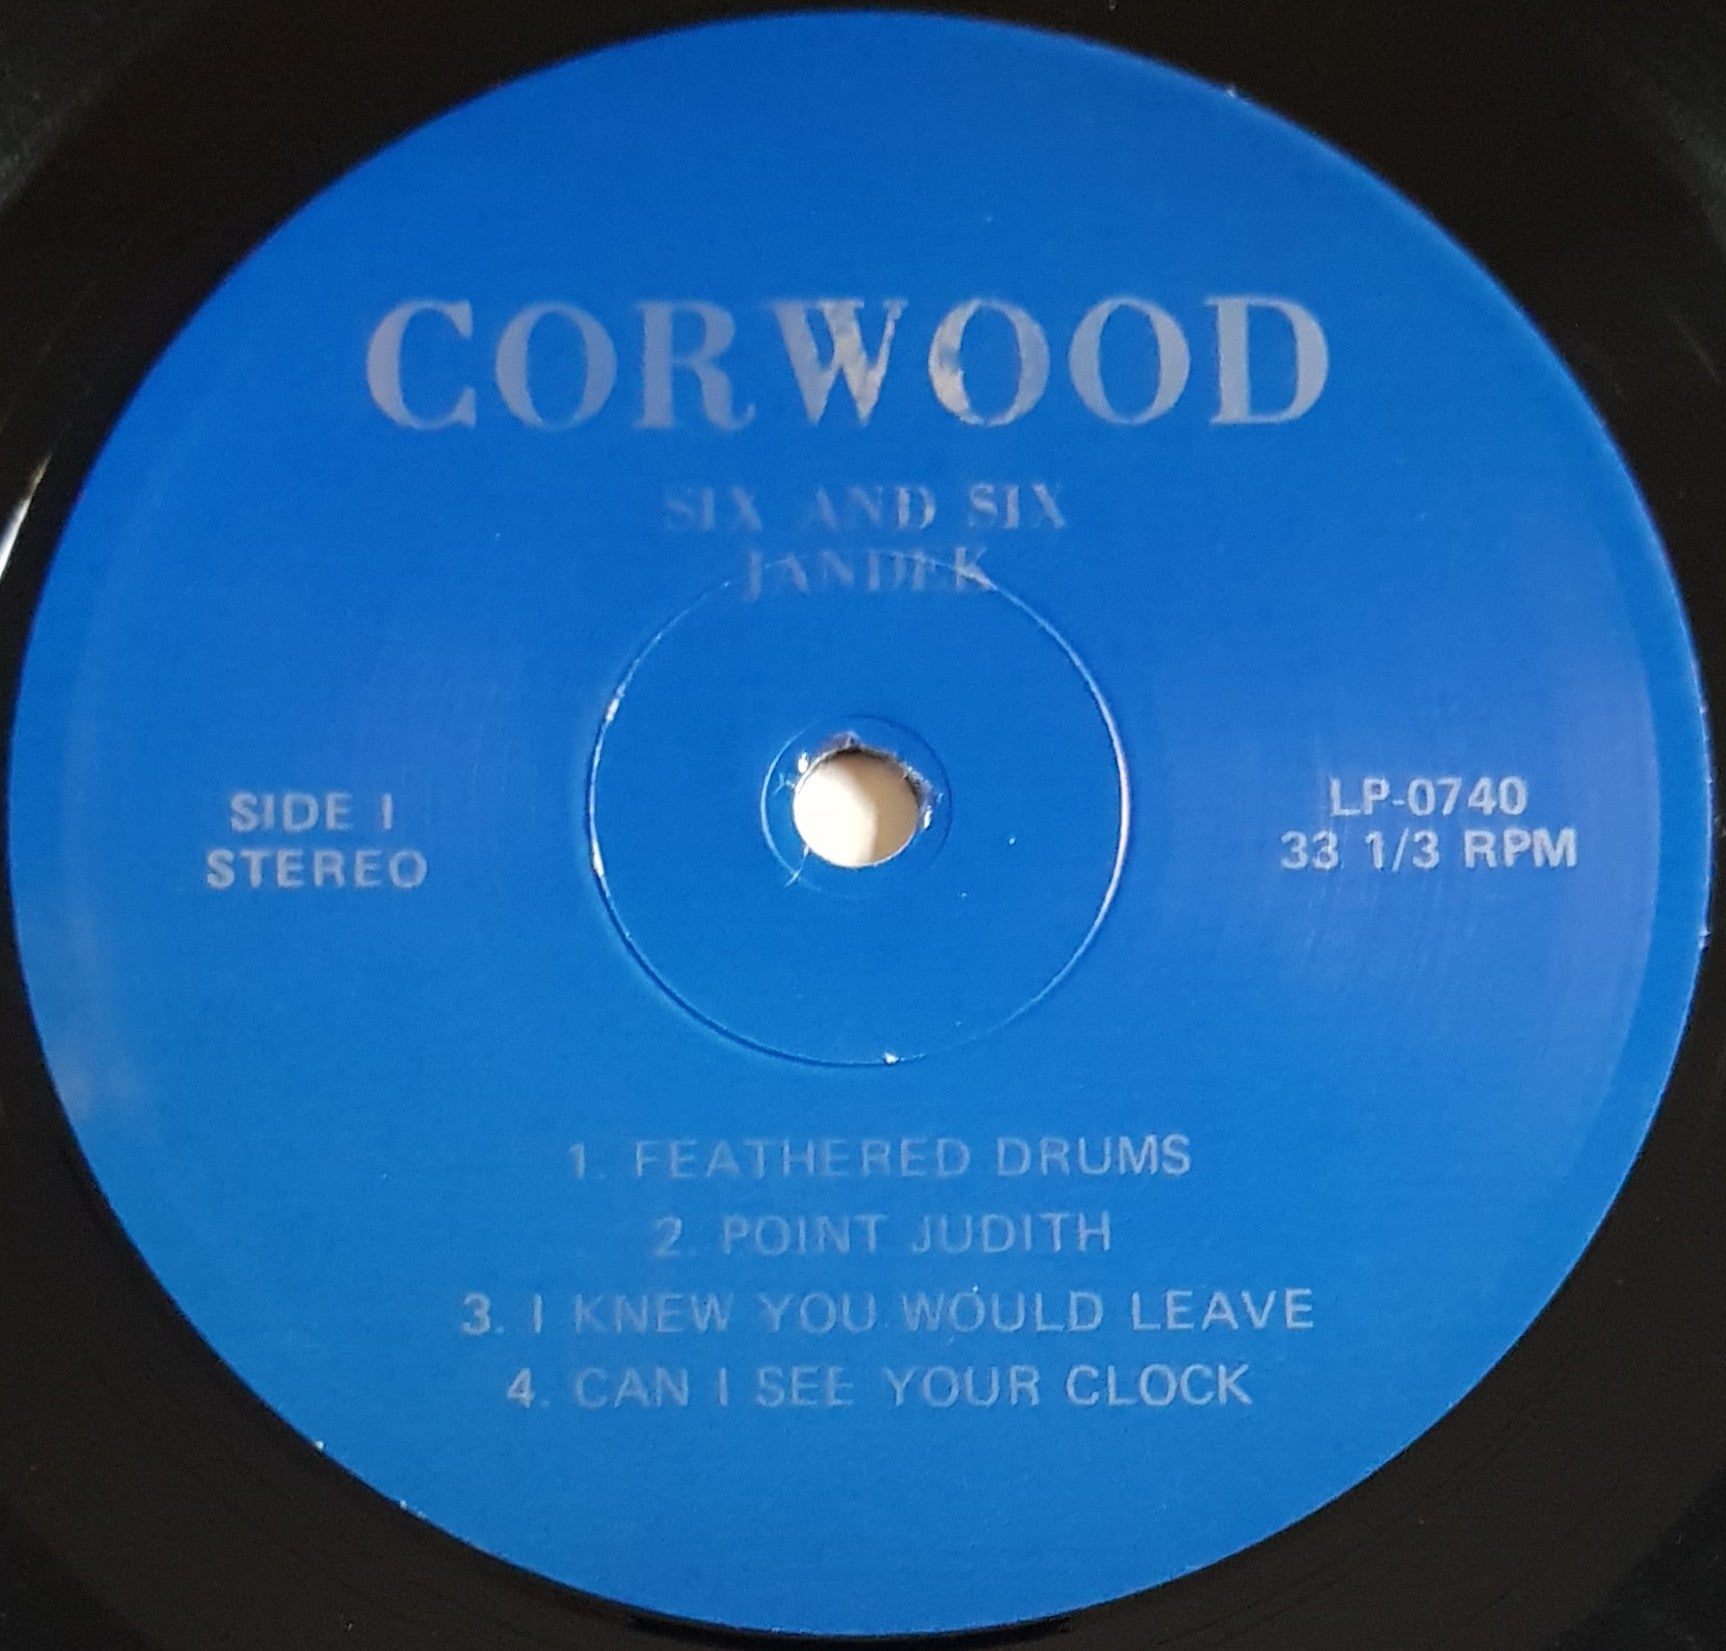 CORWOOD
SIX AND SIX
JANDEK
SIDE 1
STEREO
LP-0740
33 1/3 RPM
1. FEATHERED DRUMS
2. POINT JUDITH
3. I KNEW YOU WOULD LEAVE
4. CAN I SEE YOUR CLOCK